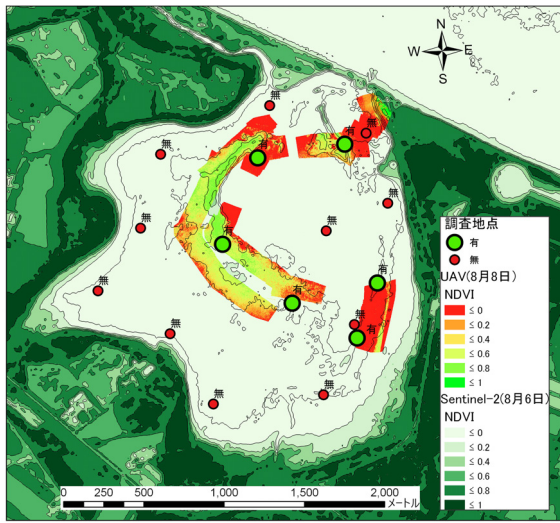 N
W E
S
無
有
無
無
有
無
無
無
有
無
有
無
有
無
有
無
無
無
調査地点
有
無
UAV(8月8日)
NDVI
≤ 0
≤ 0.2
≤ 0.4
≤ 0.6
≤ 0.8
≤ 1
Sentinel-2(8月6日)
NDVI
≤ 0
≤ 0.2
≤ 0.4
≤ 0.6
≤ 0.8
≤ 1
0 250 500 1,000 1,500 2,000
メートル